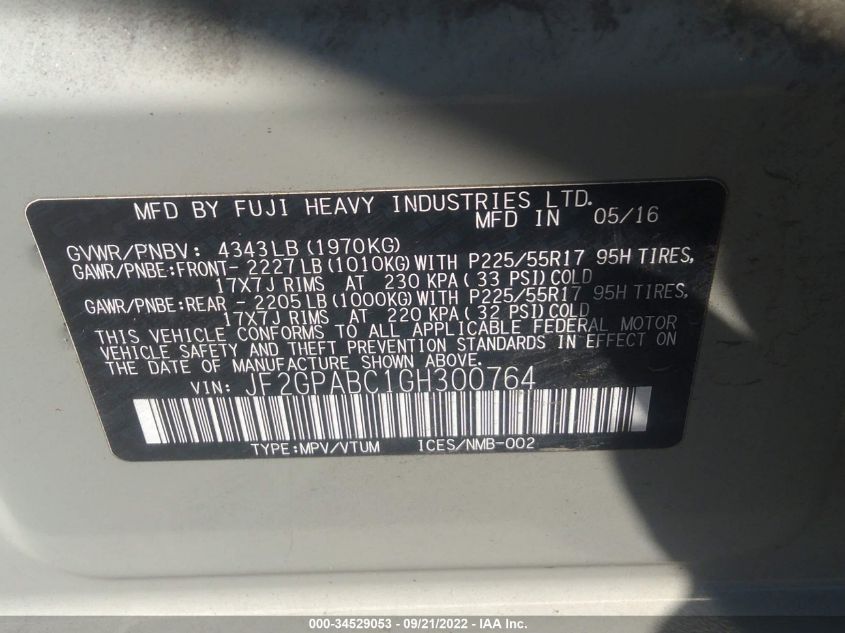 MFD BY FUJI HEAVY INDUSTRIES LTD.
MFD IN 05/16
GVWR/PNBV: 4343LB (1970KG)
GAWR/PNBE:FRONT- 2227LB (1010KG) WITH P225/55R17 95H TIRES,
17X7J RIMS AT 230 KPA( 33 PSI) COLD
GAWR/PNBE:REAR - 2205LB (1000KG) WITH P225/55R17 95H TIRES,
17X7J RIMS AT 220 KPA( 32 PSI) COLD
THIS VEHICLE CONFORMS TO ALL APPLICABLE FEDERAL MOTOR
VEHICLE SAFETY AND THEFT PREVENTION STANDARDS IN EFFECT ON
THE DATE OF MANUFACTURE SHOWN ABOVE.
VIN: JF2GPABC1GH300764
TYPE:MPV/VTUM ICES/NMB-002
000-34529053 - 09/21/2022 - IAA Inc.